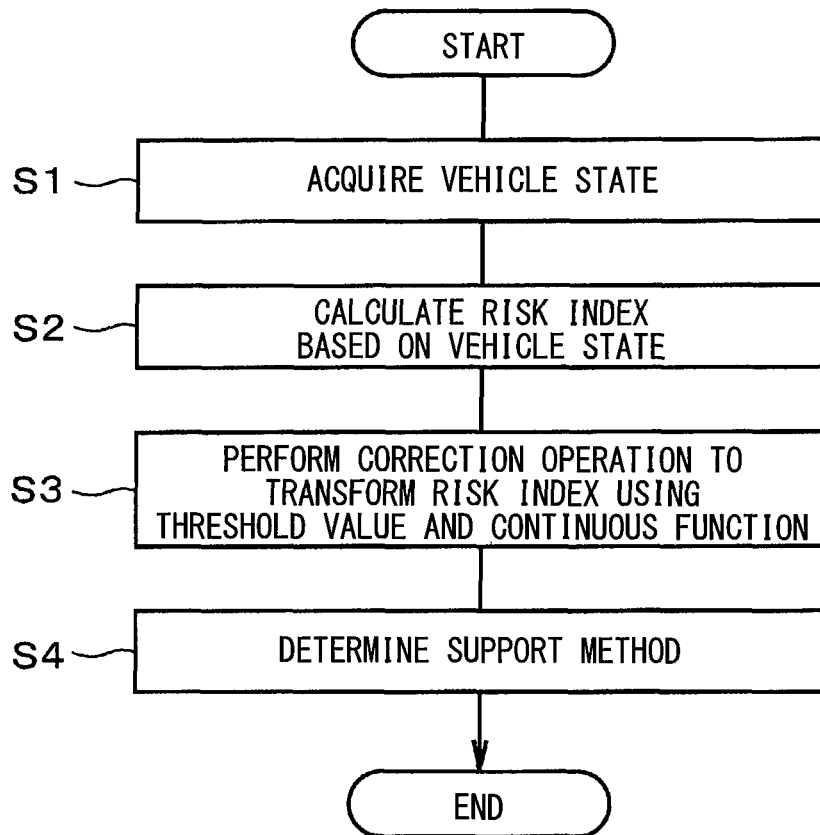 START
S1
ACQUIRE VEHICLE STATE
S2
CALCULATE RISK INDEX
BASED ON VEHICLE STATE
S3
PERFORM CORRECTION OPERATION TO
TRANSFORM RISK INDEX USING
THRESHOLD VALUE AND CONTINUOUS FUNCTION
S4
DETERMINE SUPPORT METHOD
END